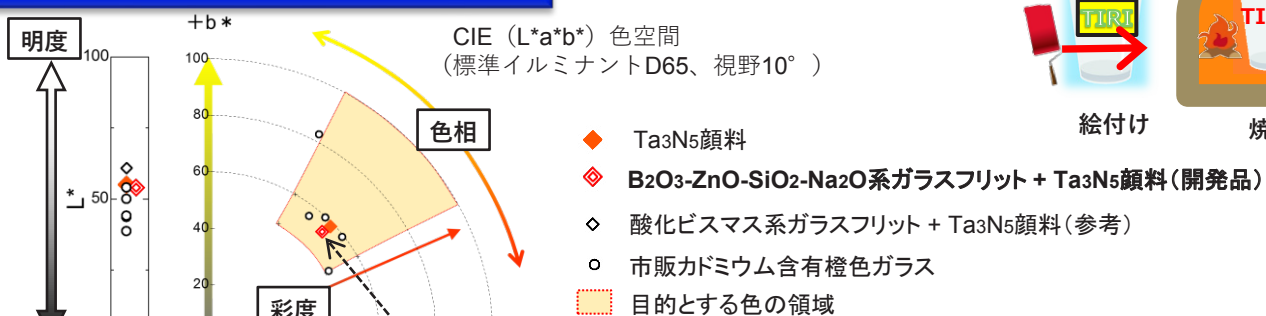 明度
+b*
100
100
80
60
50
40
20
L*
CIE（L*a*b*）色空間
（標準イルミナントD65、視野10°）
色相
彩度
Ta3N5顔料
B2O3-ZnO-SiO2-Na2O系ガラスフリット + Ta3N5顔料（開発品）
酸化ビスマス系ガラスフリット + Ta3N5顔料（参考）
市販カドミウム含有橙色ガラス
目的とする色の領域
TIRI
絵付け
TI
焼